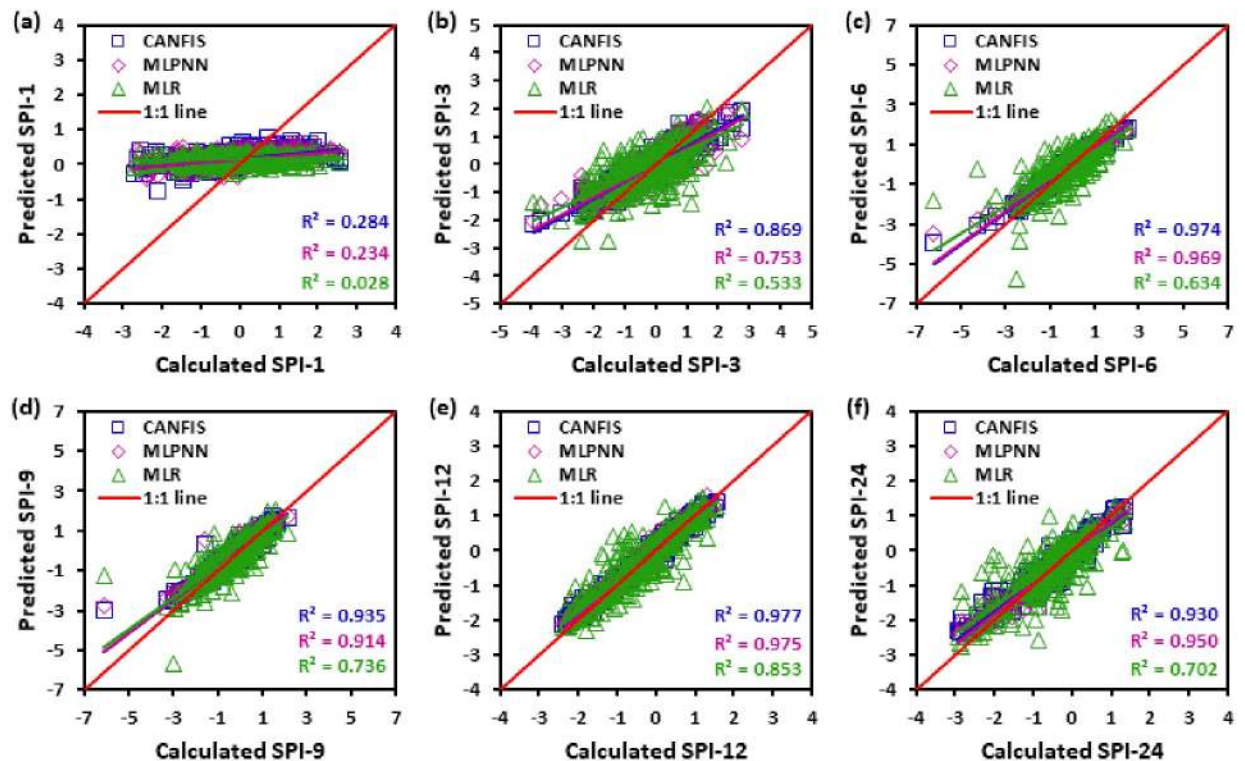 (a)
4
3
2
1
0
-1
-2
-3
-4
Predicted SPI-1
CANFIS
MLPNN
MLR
1:1 line
R² = 0.284
R² = 0.234
R² = 0.028
-4 -3 -2 -1 0 1 2 3 4
Calculated SPI-1
(b)
5
4
3
2
1
0
-1
-2
-3
-4
-5
Predicted SPI-3
CANFIS
MLPNN
MLR
1:1 line
R² = 0.869
R² = 0.753
R² = 0.533
-5 -4 -3 -2 -1 0 1 2 3 4 5
Calculated SPI-3
(c)
7
5
3
1
-1
-3
-5
-7
Predicted SPI-6
CANFIS
MLPNN
MLR
1:1 line
R² = 0.974
R² = 0.969
R² = 0.634
-7 -5 -3 -1 1 3 5 7
Calculated SPI-6
(d)
7
5
3
1
-1
-3
-5
-7
Predicted SPI-9
CANFIS
MLPNN
MLR
1:1 line
R² = 0.935
R² = 0.914
R² = 0.736
-7 -5 -3 -1 1 3 5 7
Calculated SPI-9
(e)
4
3
2
1
0
-1
-2
-3
-4
Predicted SPI-12
CANFIS
MLPNN
MLR
1:1 line
R² = 0.977
R² = 0.975
R² = 0.853
-4 -3 -2 -1 0 1 2 3 4
Calculated SPI-12
(f)
4
3
2
1
0
-1
-2
-3
-4
Predicted SPI-24
CANFIS
MLPNN
MLR
1:1 line
R² = 0.930
R² = 0.950
R² = 0.702
-4 -3 -2 -1 0 1 2 3 4
Calculated SPI-24